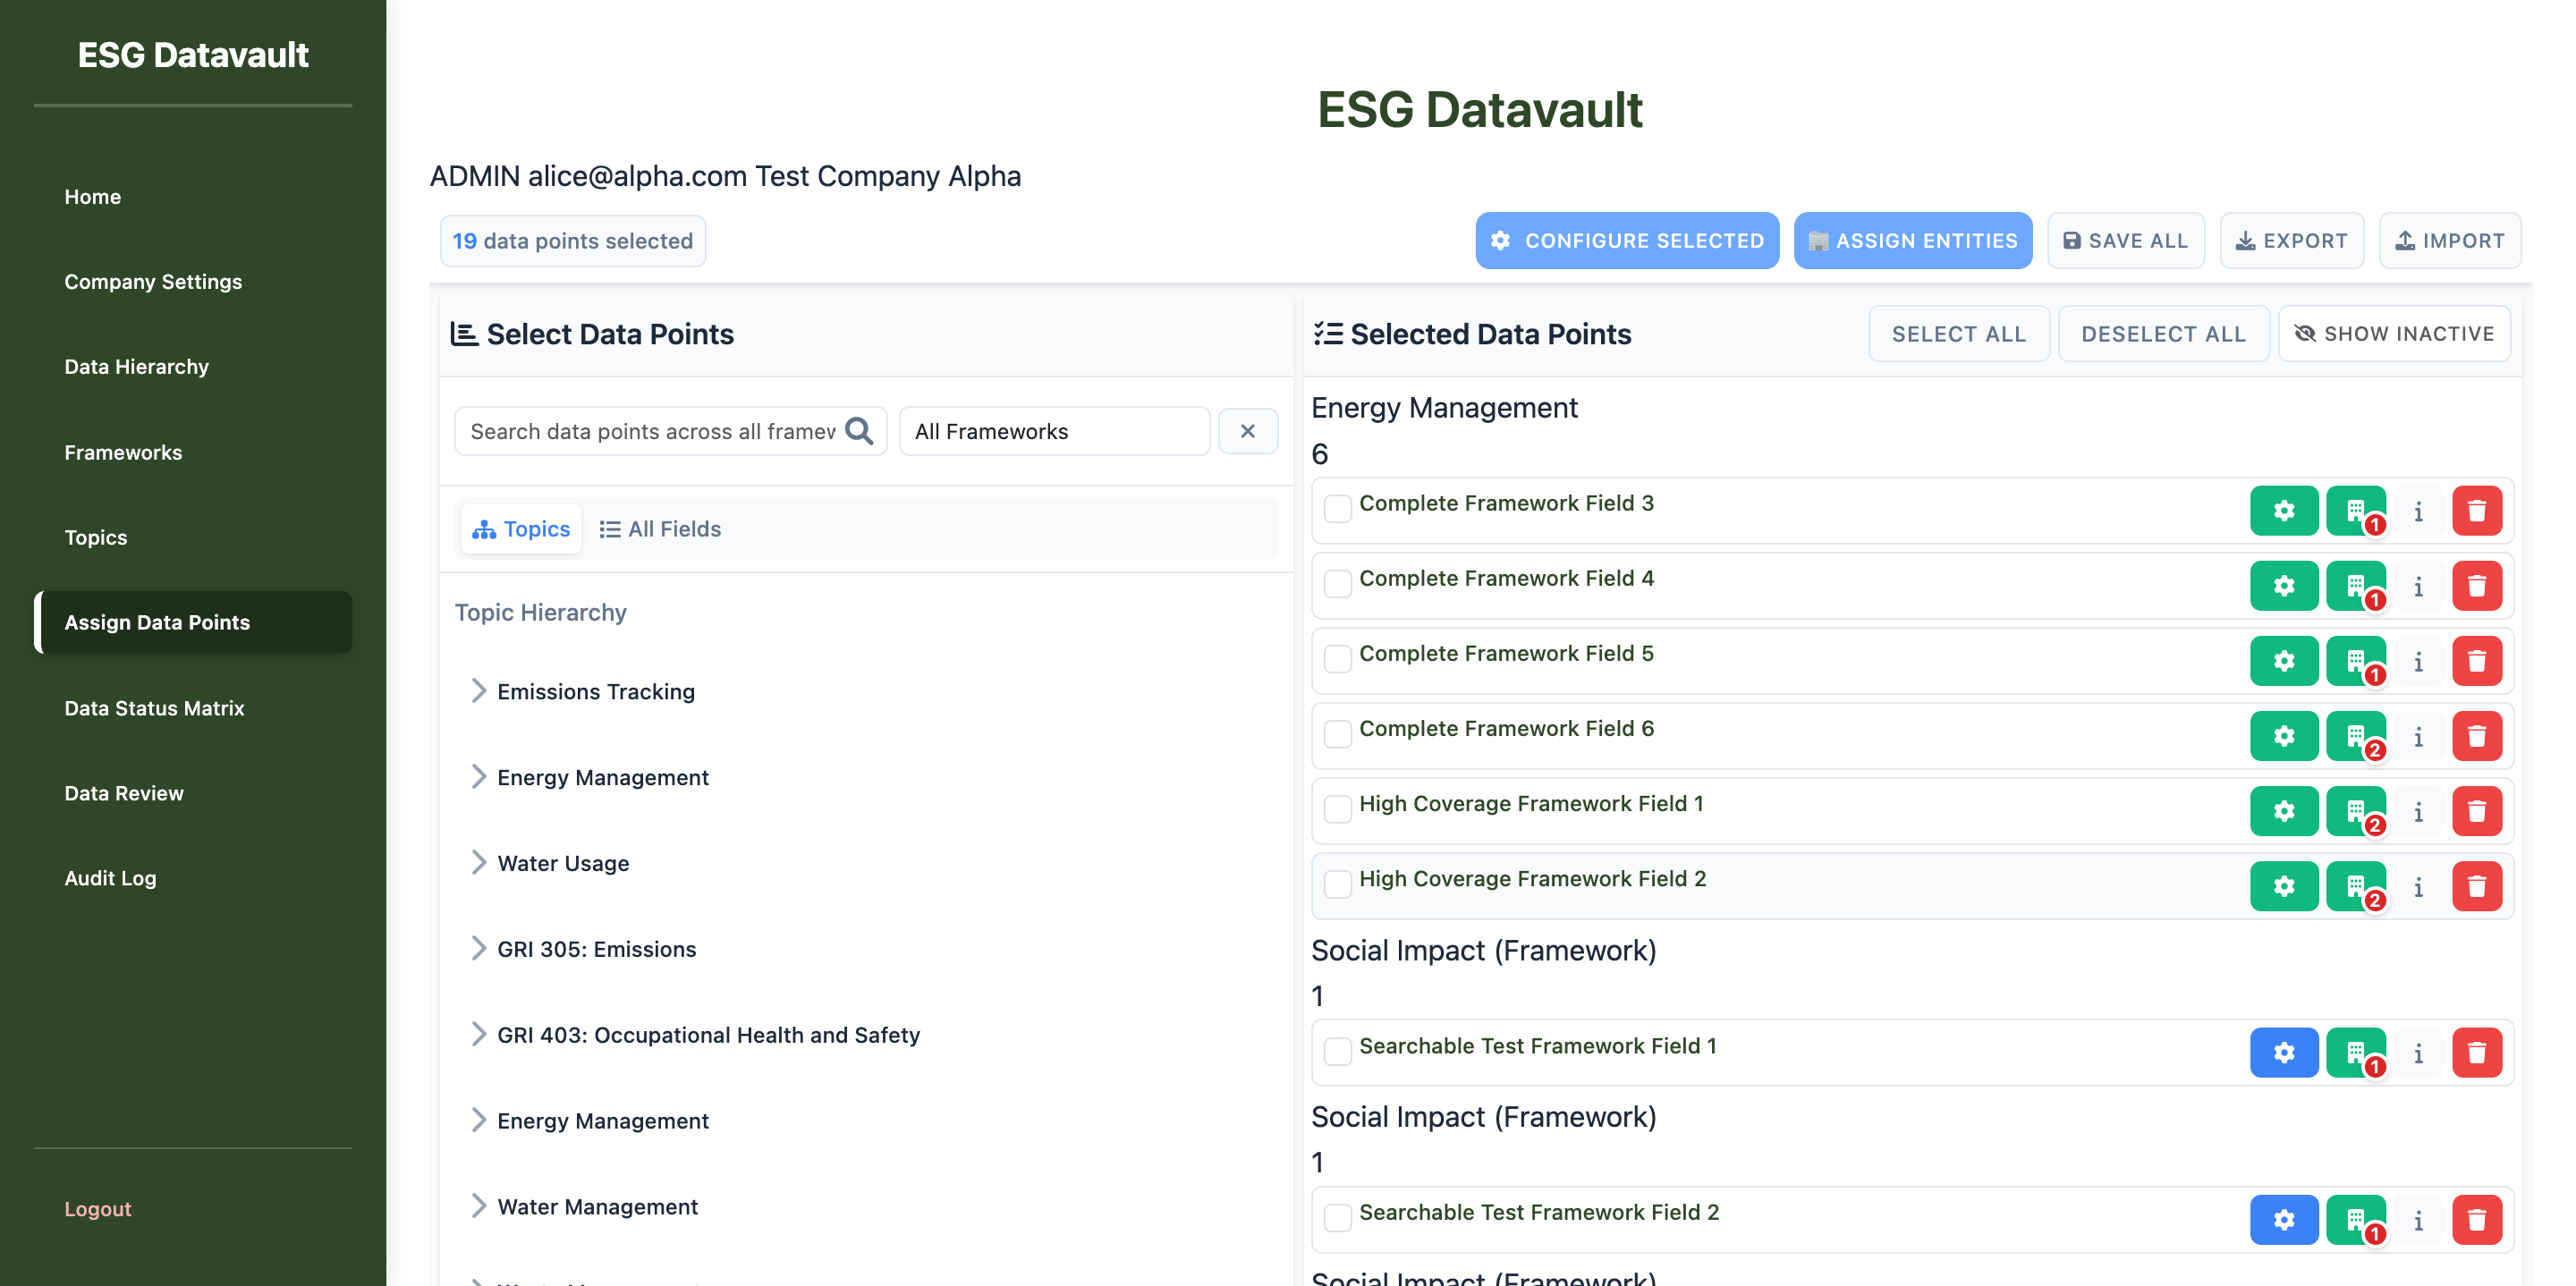 ESG Datavault
Home
Company Settings
Data Hierarchy
Frameworks
Topics
Assign Data Points
Data Status Matrix
Data Review
Audit Log
Logout
ESG Datavault
ADMIN alice@alpha.com Test Company Alpha
19 data points selected
CONFIGURE SELECTED
ASSIGN ENTITIES
SAVE ALL
EXPORT
IMPORT
Select Data Points
Search data points across all framew
All Frameworks
Topics
All Fields
Topic Hierarchy
Emissions Tracking
Energy Management
Water Usage
GRI 305: Emissions
GRI 403: Occupational Health and Safety
Energy Management
Water Management
Selected Data Points
SELECT ALL
DESELECT ALL
SHOW INACTIVE
Energy Management
6
Complete Framework Field 3
1
Complete Framework Field 4
1
Complete Framework Field 5
1
Complete Framework Field 6
2
High Coverage Framework Field 1
2
High Coverage Framework Field 2
2
Social Impact (Framework)
1
Searchable Test Framework Field 1
1
Social Impact (Framework)
1
Searchable Test Framework Field 2
1
Social Impact (Framework)